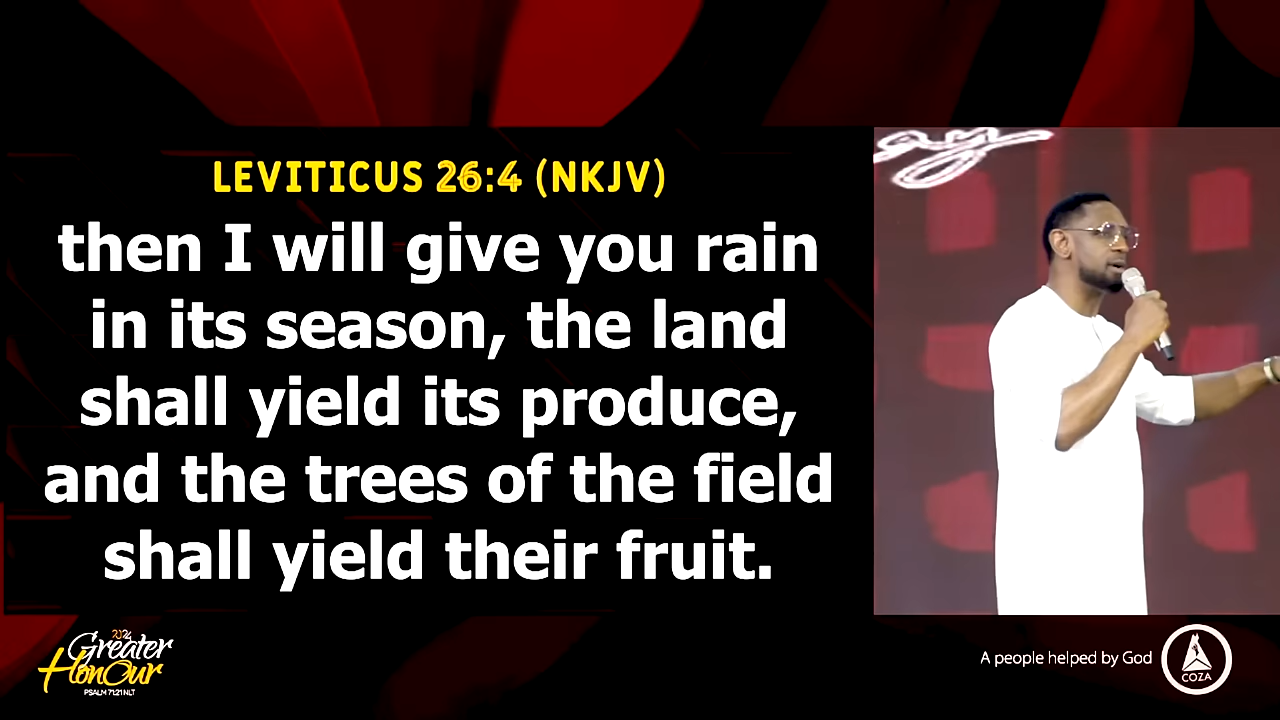 LEVITICUS 26:4 (NKJV)
then I will give you rain
in its season, the land
shall yield its produce,
and the trees of the field
shall yield their fruit.
2024
Greater
HonOur
PSALM 71:21 NLT
A people helped by God
COZA